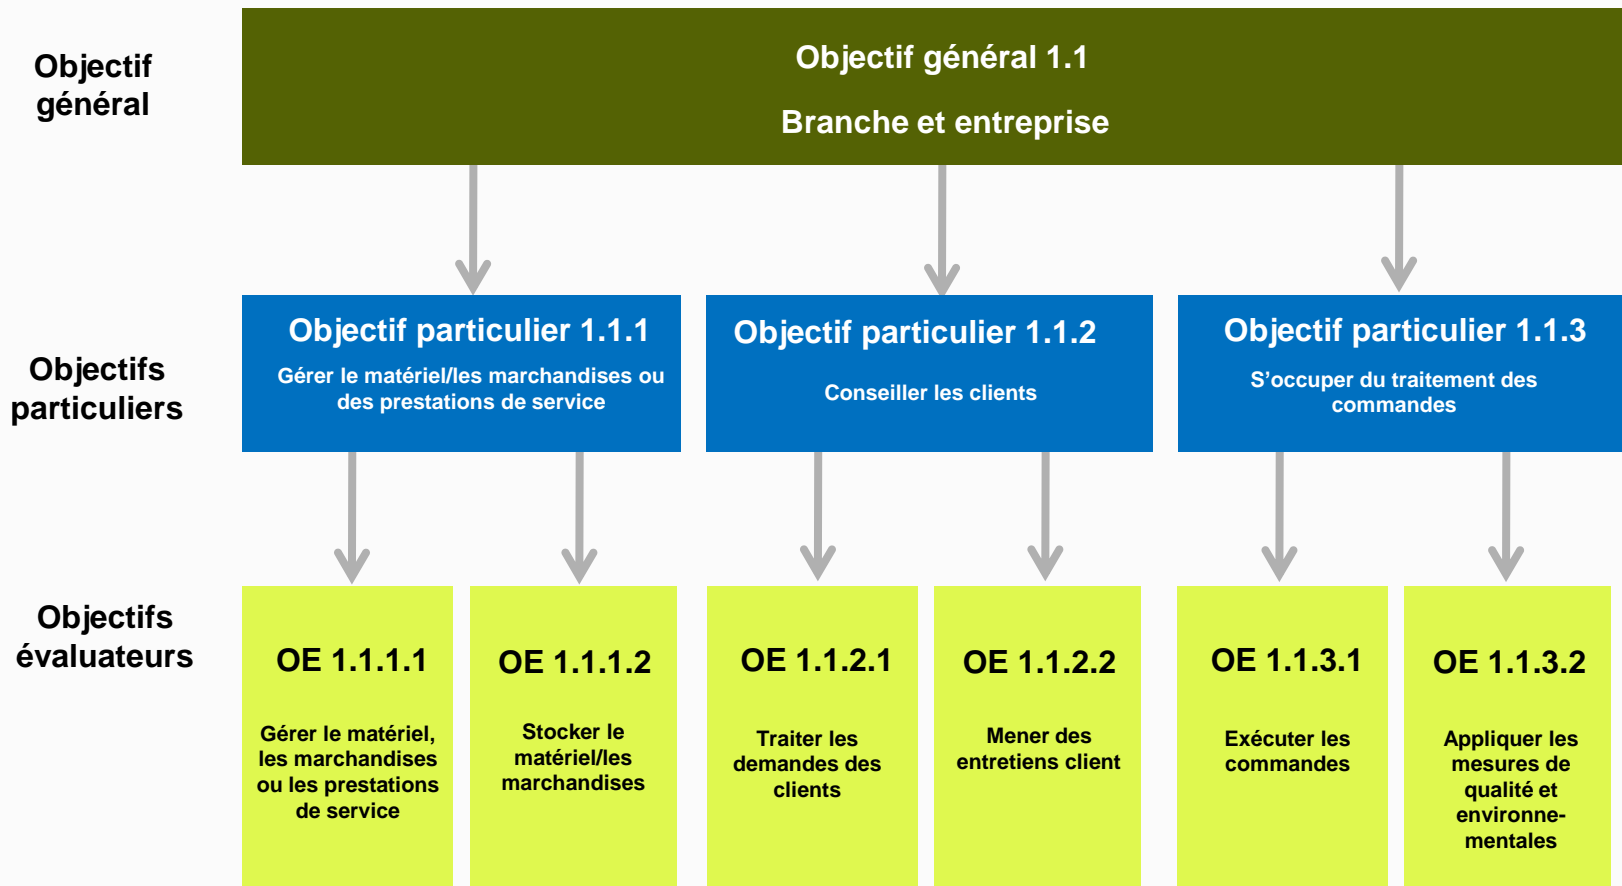 Objectif
général
Objectif général 1.1
Branche et entreprise
Objectifs
particuliers
Objectif particulier 1.1.1
Gérer le matériel/les marchandises ou
des prestations de service
Objectif particulier 1.1.2
Conseiller les clients
Objectif particulier 1.1.3
S’occuper du traitement des
commandes
Objectifs
évaluateurs
OE 1.1.1.1
Gérer le matériel,
les marchandises
ou les prestations
de service
OE 1.1.1.2
Stocker le
matériel/les
marchandises
OE 1.1.2.1
Traiter les
demandes des
clients
OE 1.1.2.2
Mener des
entretiens client
OE 1.1.3.1
Exécuter les
commandes
OE 1.1.3.2
Appliquer les
mesures de
qualité et
environne-
mentales